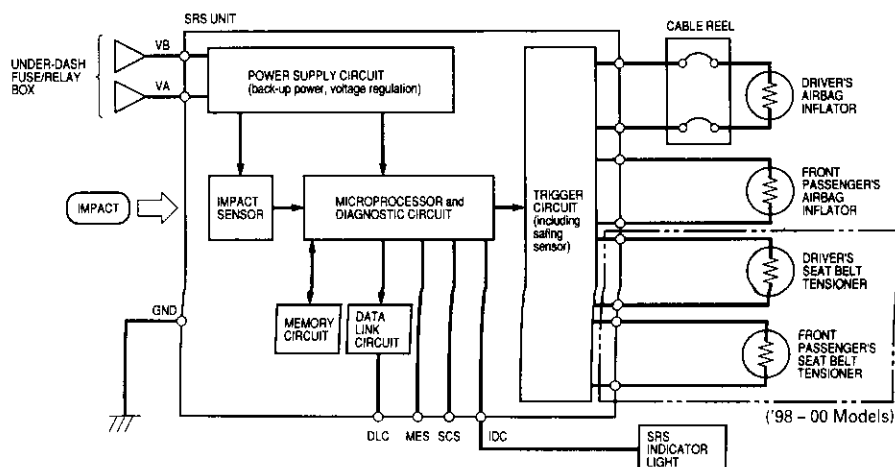 SRS UNIT
CABLE REEL
UNDER-DASH
FUSE/RELAY
BOX
VB
VA
POWER SUPPLY CIRCUIT
(back-up power, voltage regulation)
DRIVER'S
AIRBAG
INFLATOR
IMPACT
IMPACT
SENSOR
MICROPROCESSOR and
DIAGNOSTIC CIRCUIT
TRIGGER
CIRCUIT
(including
safing
sensor)
FRONT
PASSENGER'S
AIRBAG
INFLATOR
DRIVER'S
SEAT BELT
TENSIONER
GND
MEMORY
CIRCUIT
DATA
LINK
CIRCUIT
FRONT
PASSENGER'S
SEAT BELT
TENSIONER
('98 – 00 Models)
DLC
MES
SCS
IDC
SRS
INDICATOR
LIGHT